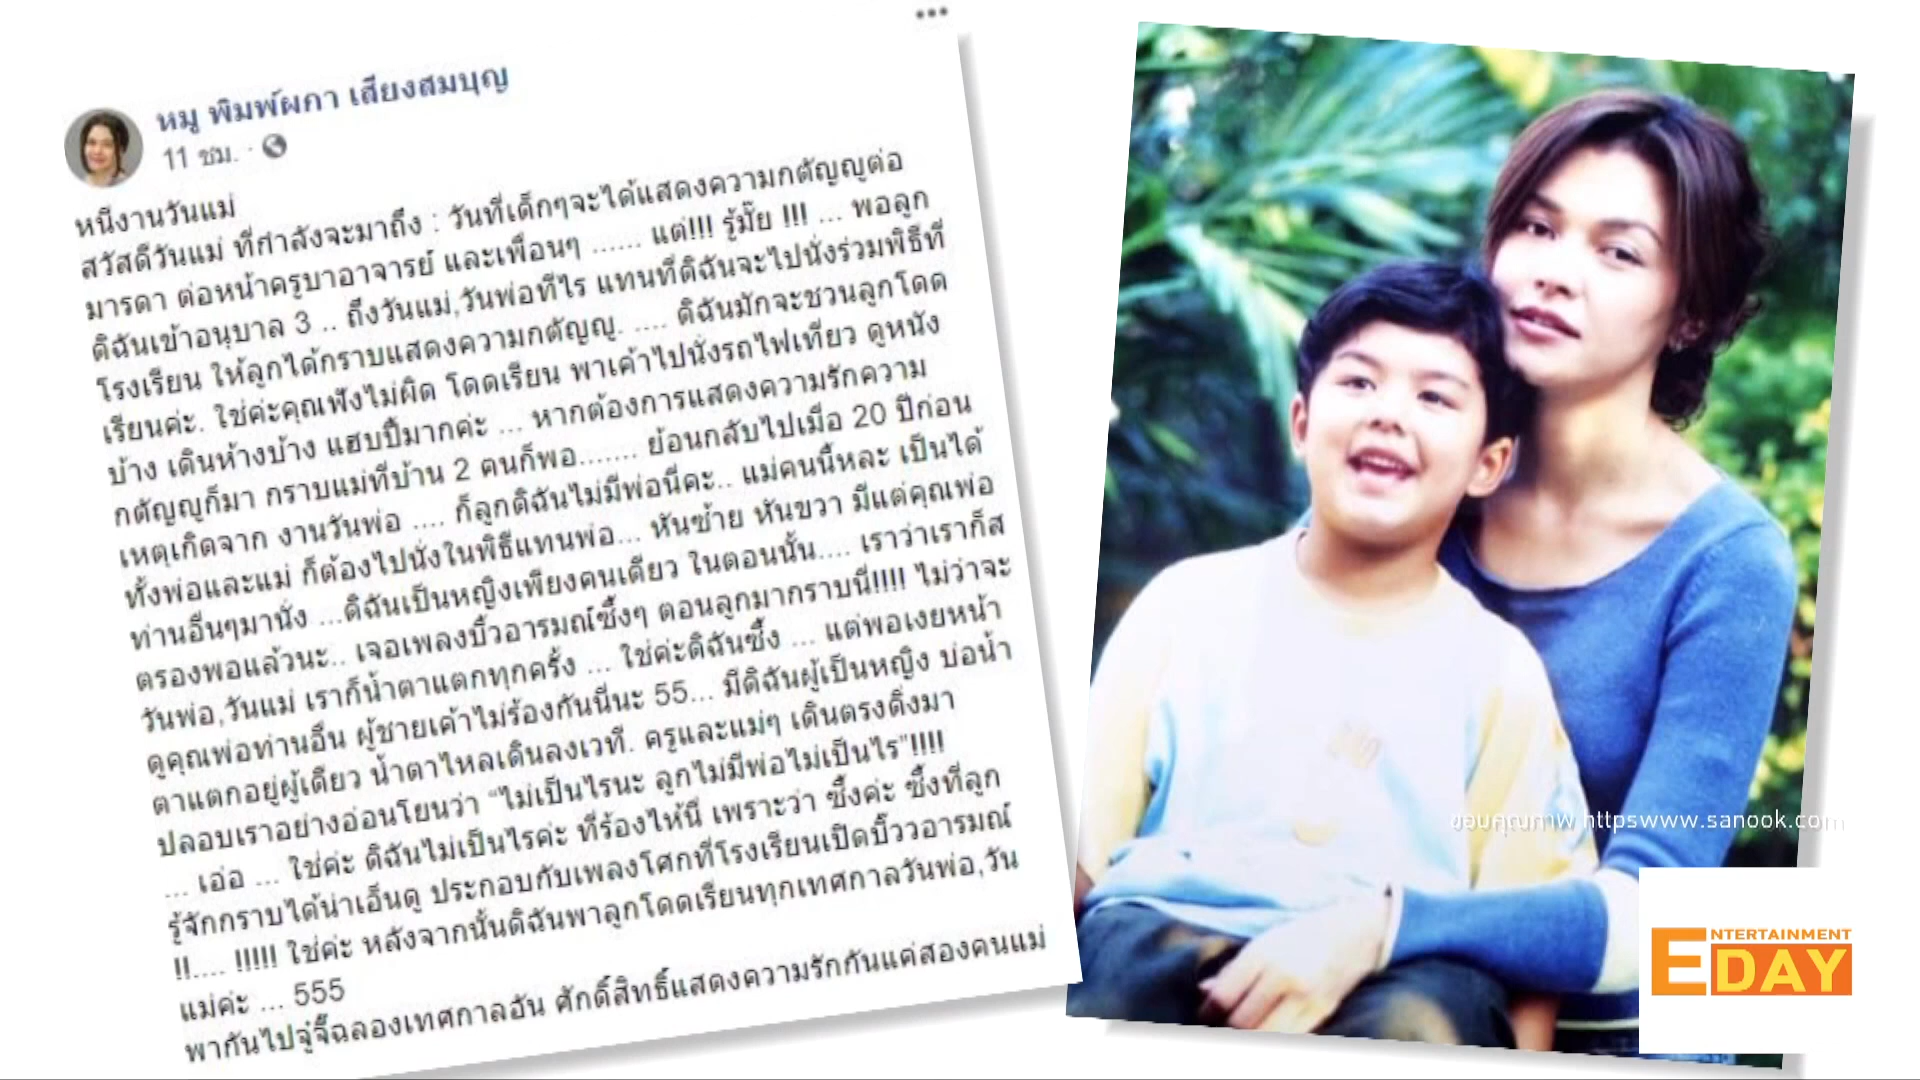 หมู พิมพ์ผกา เสียงสมบุญ
11 ชม. ·
หนีงานวันแม่
สวัสดีวันแม่ ที่กำลังจะมาถึง : วันที่เด็กๆจะได้แสดงความกตัญญูต่อ
มารดา ต่อหน้าครูบาอาจารย์ และเพื่อนๆ ...... แต่!!! รู้มั๊ย !!! ... พอลูก
ดิฉันเข้าอนุบาล 3 .. ถึงวันแม่,วันพ่อทีไร แทนที่ดิฉันจะไปนั่งร่วมพิธีที่
โรงเรียน ให้ลูกได้กราบแสดงความกตัญญู. .... ดิฉันมักจะชวนลูกโดด
เรียนค่ะ. ใช่ค่ะคุณฟังไม่ผิด โดดเรียน พาเค้าไปนั่งรถไฟเที่ยว ดูหนัง
บ้าง เดินห้างบ้าง แฮบปี้มากค่ะ ... หากต้องการแสดงความรักความ
กตัญญูก็มา กราบแม่ที่บ้าน 2 คนก็พอ....... ย้อนกลับไปเมื่อ 20 ปีก่อน
เหตุเกิดจาก งานวันพ่อ .... ก็ลูกดิฉันไม่มีพ่อนี่คะ.. แม่คนนี้หละ เป็นได้
ทั้งพ่อและแม่ ก็ต้องไปนั่งในพิธีแทนพ่อ... หันซ้าย หันขวา มีแต่คุณพ่อ
ท่านอื่นๆมานั่ง ...ดิฉันเป็นหญิงเพียงคนเดียว ในตอนนั้น.... เราว่าเราก็ส
ตรองพอแล้วนะ.. เจอเพลงบิ้วอารมณ์ซึ้งๆ ตอนลูกมากราบนี่!!!! ไม่ว่าจะ
วันพ่อ,วันแม่ เราก็น้ำตาแตกทุกครั้ง ... ใช่ค่ะดิฉันซึ้ง ... แต่พอเงยหน้า
ดูคุณพ่อท่านอื่น ผู้ชายเค้าไม่ร้องกันนี่นะ 55... มีดิฉันผู้เป็นหญิง บ่อน้ำ
ตาแตกอยู่ผู้เดียว น้ำตาไหลเดินลงเวที. ครูและแม่ๆ เดินตรงดิ่งมา
ปลอบเราอย่างอ่อนโยนว่า “ไม่เป็นไรนะ ลูกไม่มีพ่อไม่เป็นไร”!!!!
... เอ่อ ... ใช่ค่ะ ดิฉันไม่เป็นไรค่ะ ที่ร้องไห้นี่ เพราะว่า ซึ้งค่ะ ซึ้งที่ลูก
รู้จักกราบได้น่าเอ็นดู ประกอบกับเพลงโศกที่โรงเรียนเปิดบิ๊ววอารมณ์
!!.... !!!!! ใช่ค่ะ หลังจากนั้นดิฉันพาลูกโดดเรียนทุกเทศกาลวันพ่อ,วัน
แม่ค่ะ ... 555
พากันไปจู๋จี๋ฉลองเทศกาลอัน ศักดิ์สิทธิ์แสดงความรักกันแค่สองคนแม่
ขอบคุณภาพ httpswww.sanook.com
ENTERTAINMENT
DAY